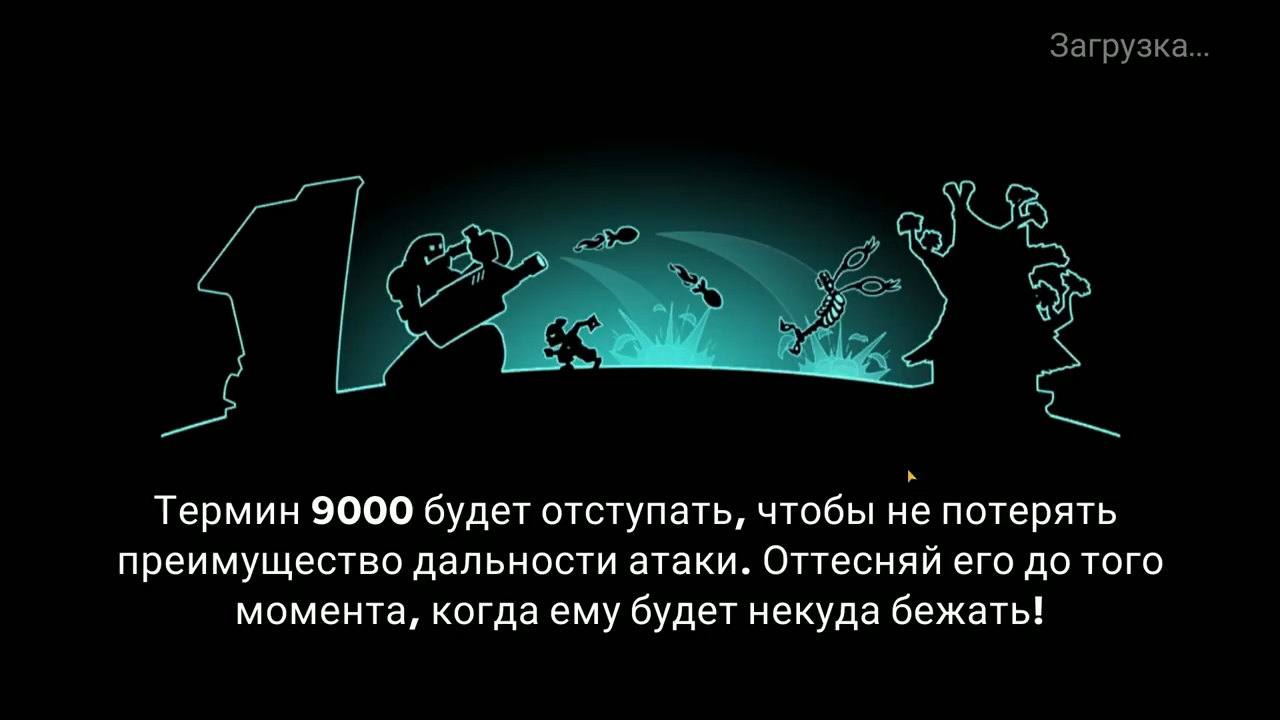 Загрузка...
Термин 9000 будет отступать, чтобы не потерять
преимущество дальности атаки. Оттесняй его до того
момента, когда ему будет некуда бежать!